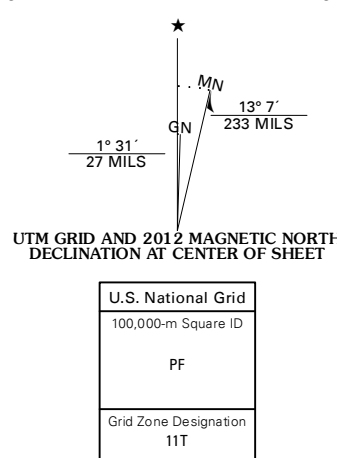 ★
MN
13° 7´
233 MILS
GN
1° 31´
27 MILS
UTM GRID AND 2012 MAGNETIC NORTH
DECLINATION AT CENTER OF SHEET
U.S. National Grid
100,000-m Square ID
PF
Grid Zone Designation
11T